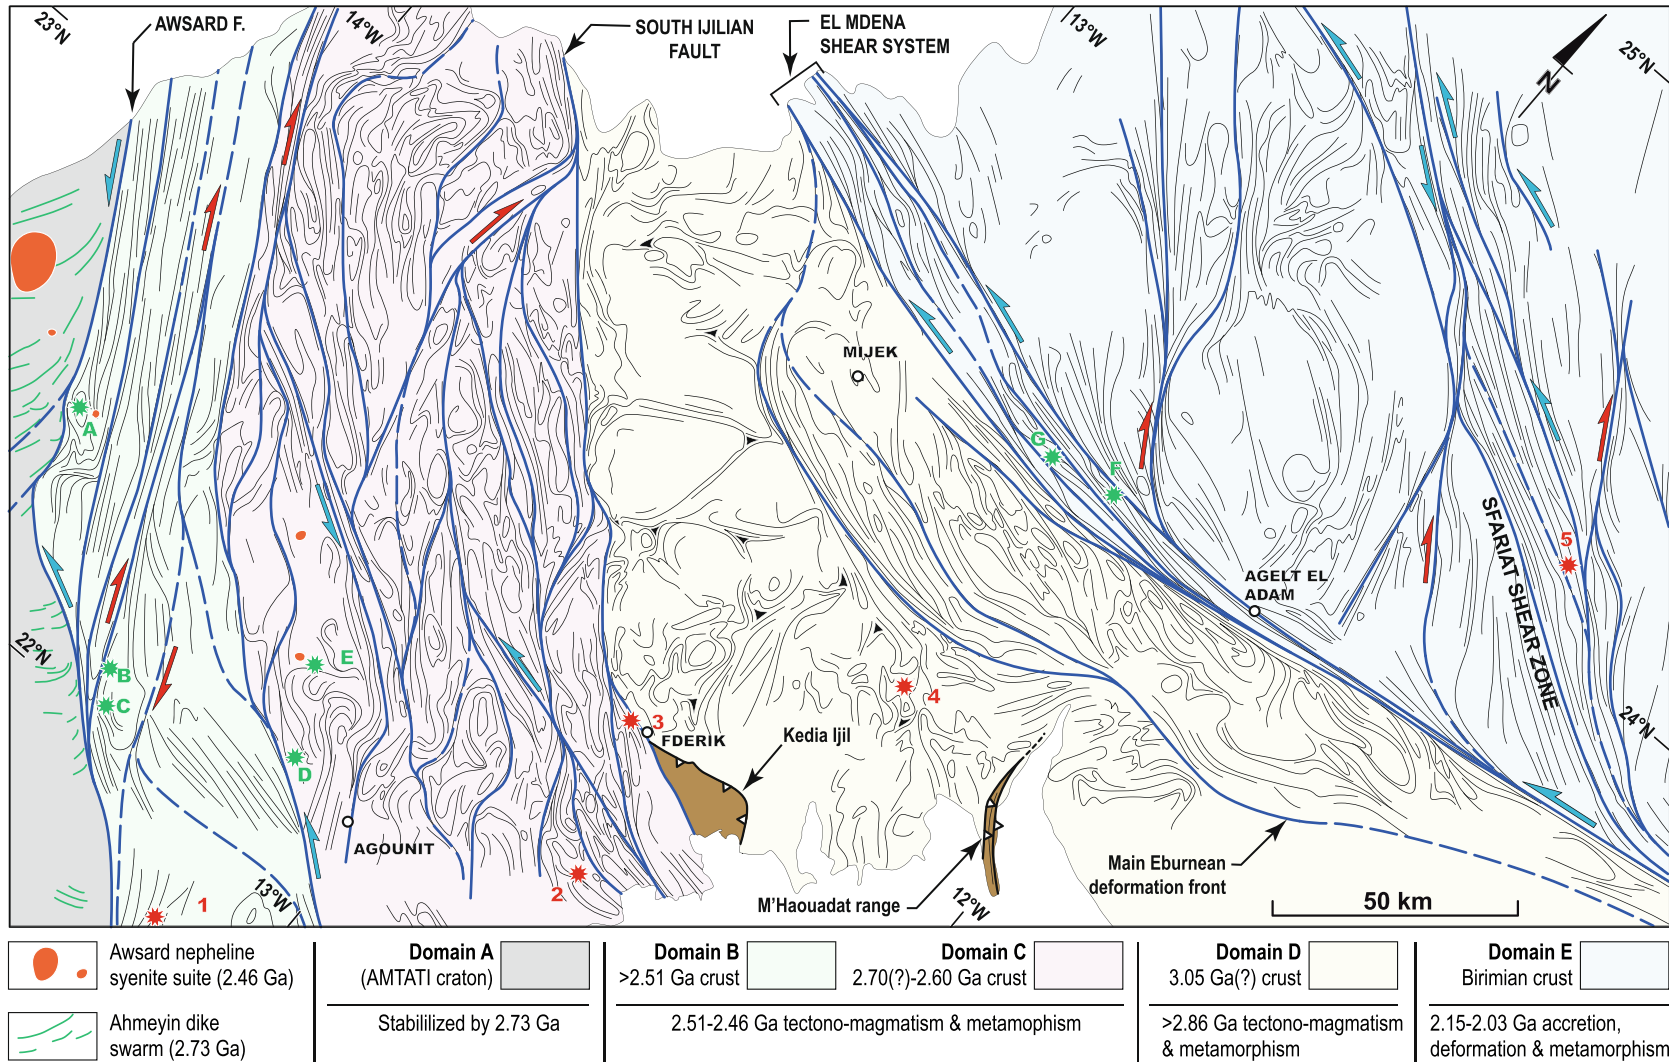 23°N
AWSARD F.
14°W
SOUTH IJILIAN
FAULT
EL MDENA
SHEAR SYSTEM
13°W
25°N
N
MIJEK
A
G
F
5
SFARIAT SHEAR ZONE
AGELT EL
ADAM
22°N
B
C
E
D
3
FDERIK
4
Kedia Ijil
24°N
AGOUNIT
Main Eburnean
deformation front
13°W
1
2
M'Haouadat range
12°W
50 km
Awsard nepheline
syenite suite (2.46 Ga)
Ahmeyin dike
swarm (2.73 Ga)
Domain A
(AMTATI craton)
Stabililized by 2.73 Ga
Domain B
>2.51 Ga crust
Domain C
2.70(?)-2.60 Ga crust
2.51-2.46 Ga tectono-magmatism & metamophism
Domain D
3.05 Ga(?) crust
>2.86 Ga tectono-magmatism
& metamorphism
Domain E
Birimian crust
2.15-2.03 Ga accretion,
deformation & metamorphism